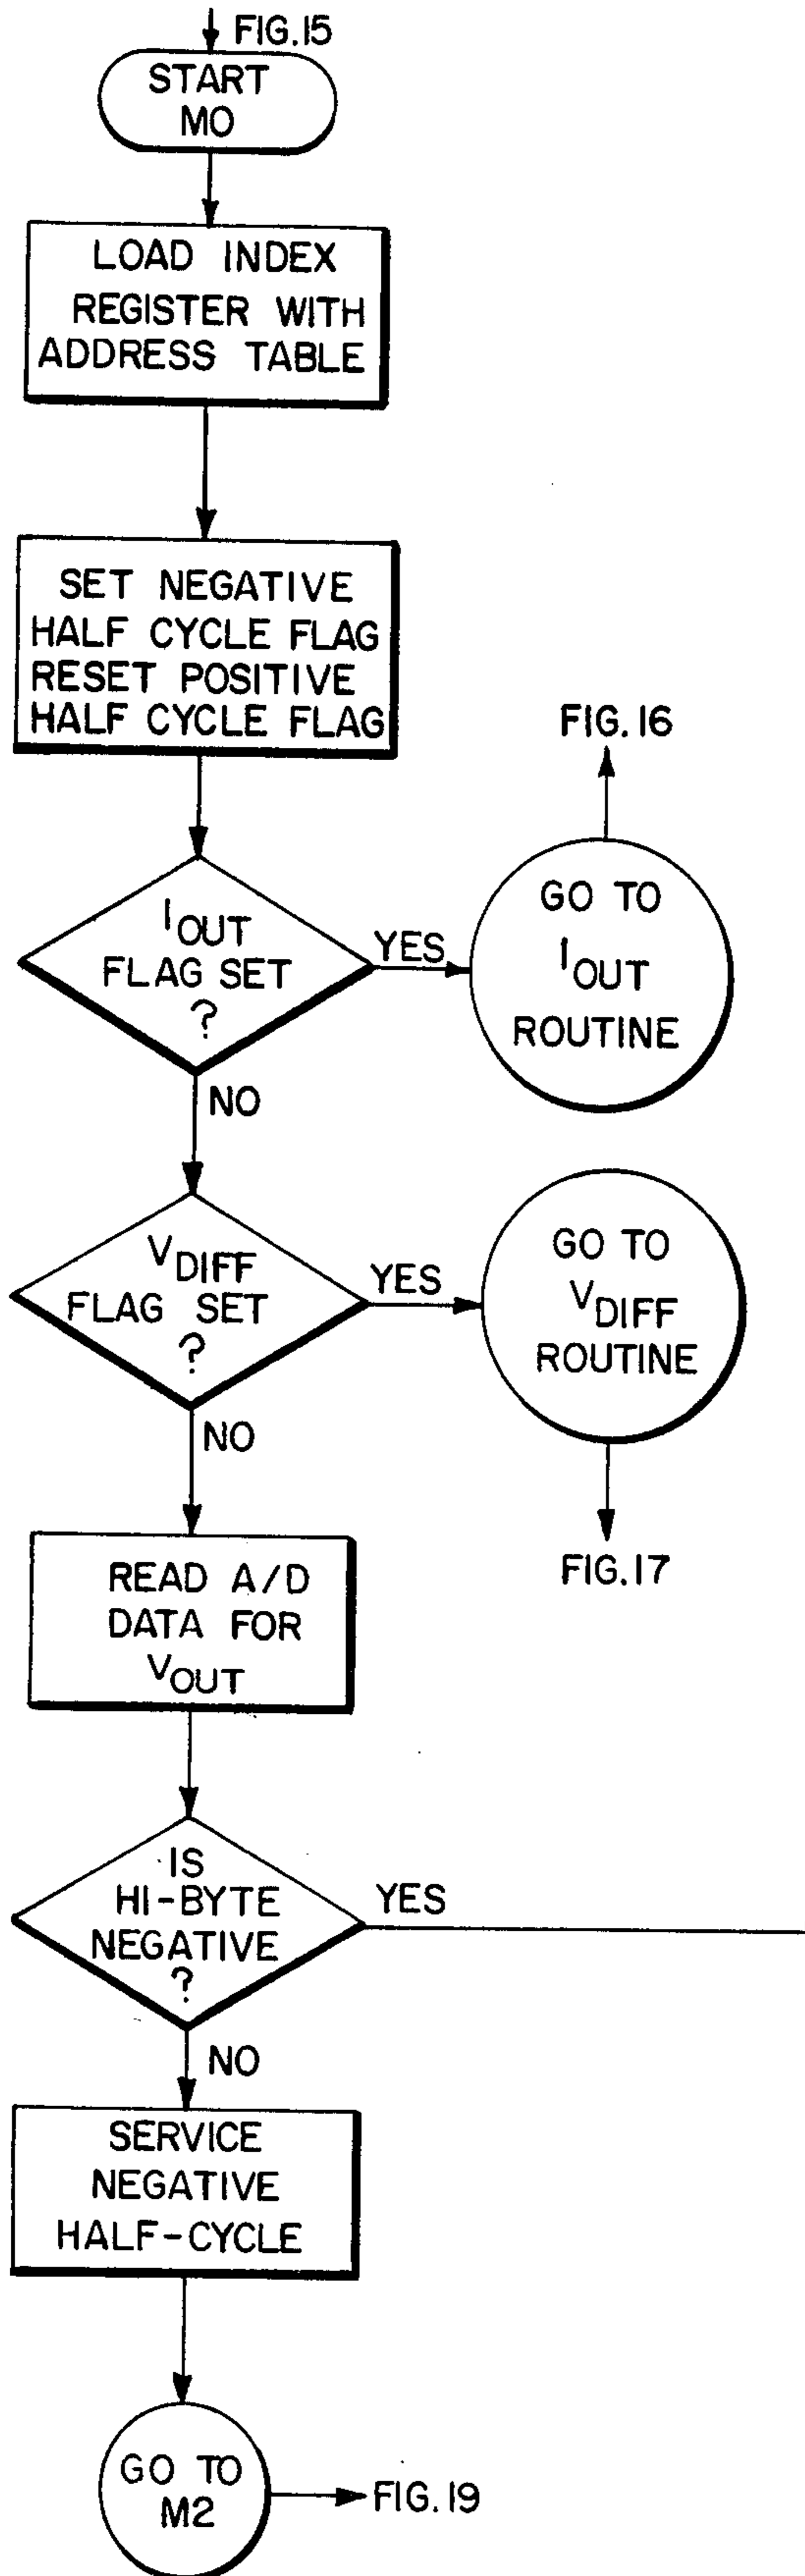 FIG.15
START
MO
LOAD INDEX
REGISTER WITH
ADDRESS TABLE
SET NEGATIVE
HALF CYCLE FLAG
RESET POSITIVE
HALF CYCLE FLAG
FIG.16
IOUT
FLAG SET
?
YES
GO TO
IOUT
ROUTINE
NO
VDIFF
FLAG SET
?
YES
GO TO
VDIFF
ROUTINE
NO
FIG.17
READ A/D
DATA FOR
VOUT
IS
HI-BYTE
NEGATIVE
?
YES
NO
SERVICE
NEGATIVE
HALF-CYCLE
GO TO
M2
FIG.19